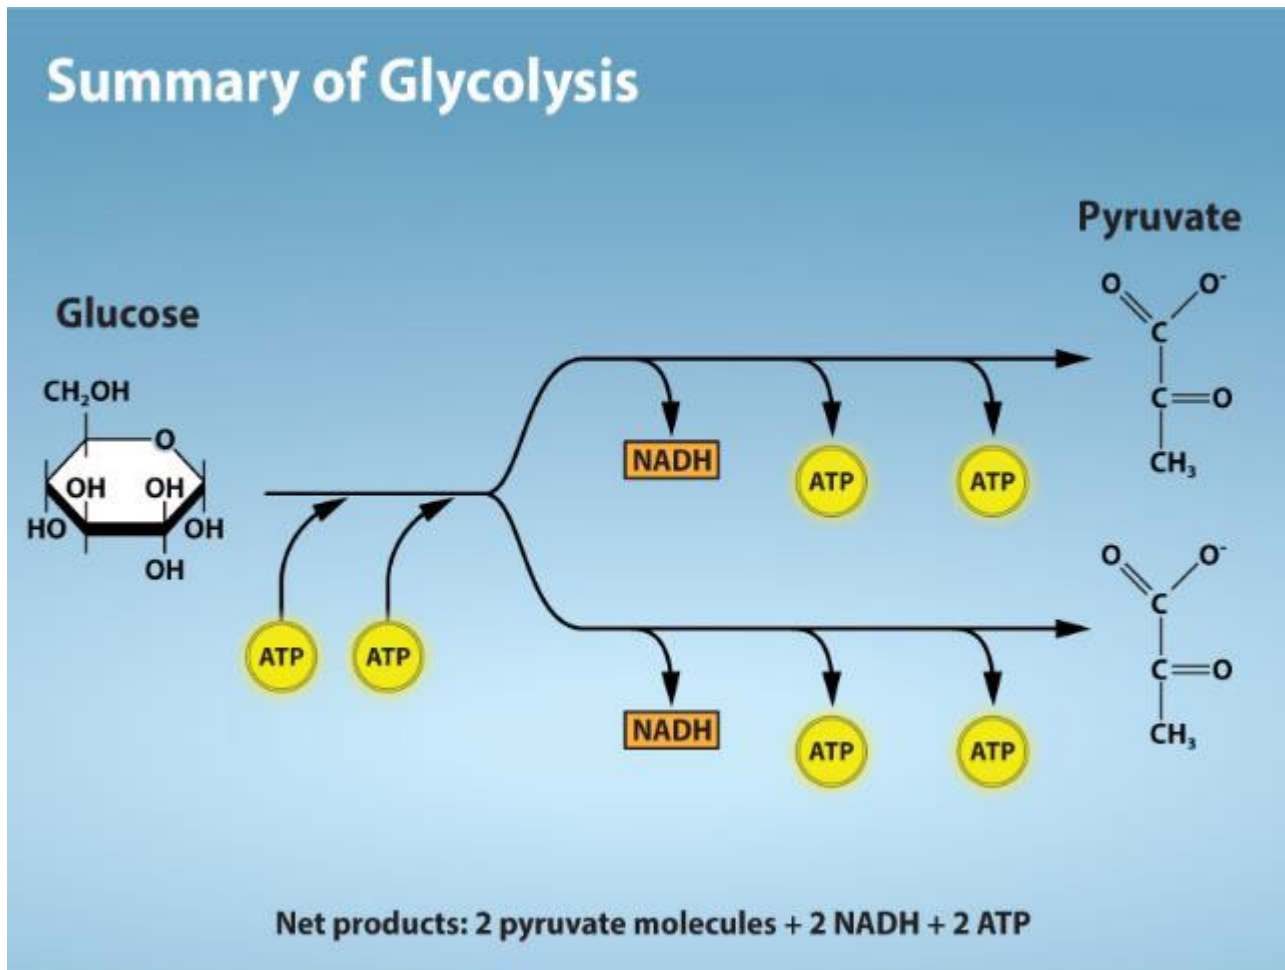 Summary of Glycolysis
Pyruvate
O
O⁻
C
Glucose
C
O
CH₂OH
CH₃
O
NADH
ATP
ATP
OH
OH
HO
OH
OH
O
O⁻
C
ATP
ATP
C
O
NADH
ATP
ATP
CH₃
Net products: 2 pyruvate molecules + 2 NADH + 2 ATP